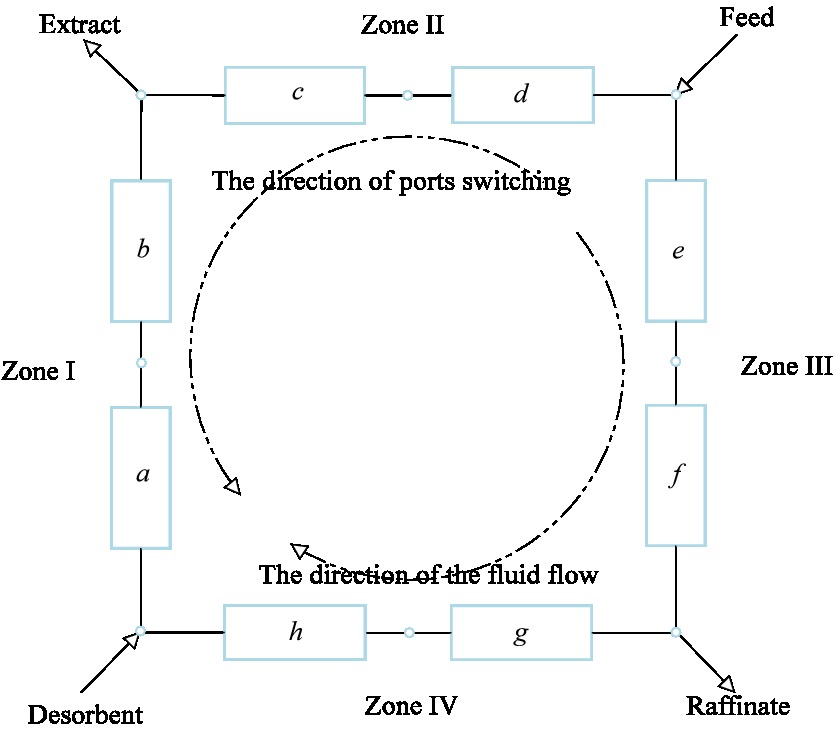 Extract
Zone II
Feed
c
d
The direction of ports switching
b
e
Zone I
Zone III
a
f
The direction of the fluid flow
h
g
Desorbent
Zone IV
Raffinate